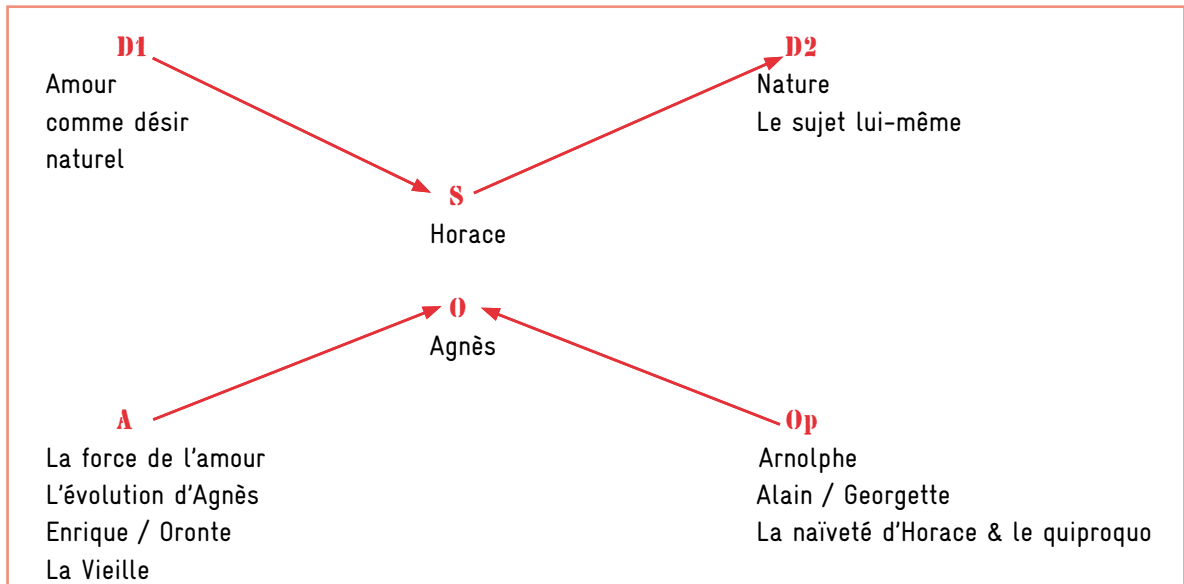 D1
Amour
comme désir
naturel
D2
Nature
Le sujet lui-même
S
Horace
O
Agnès
A
La force de l'amour
L'évolution d'Agnès
Enrique / Oronte
La Vieille
Op
Arnolphe
Alain / Georgette
La naïveté d'Horace & le quiproquo